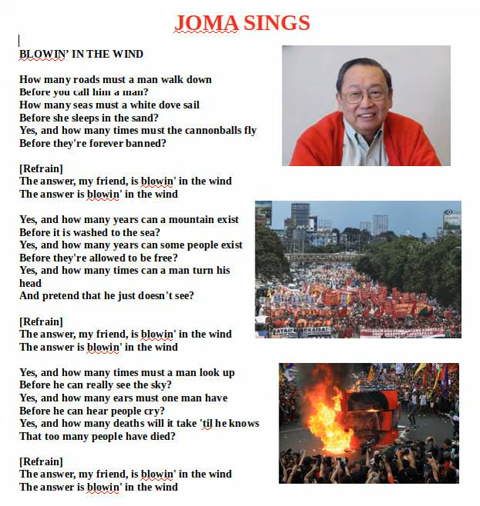 JOMA SINGS
BLOWIN' IN THE WIND
How many roads must a man walk down
Before you call him a man?
How many seas must a white dove sail
Before she sleeps in the sand?
Yes, and how many times must the cannonballs fly
Before they're forever banned?
[Refrain]
The answer, my friend, is blowin' in the wind
The answer is blowin' in the wind
Yes, and how many years can a mountain exist
Before it is washed to the sea?
Yes, and how many years can some people exist
Before they're allowed to be free?
Yes, and how many times can a man turn his
head
And pretend that he just doesn't see?
[Refrain]
The answer, my friend, is blowin' in the wind
The answer is blowin' in the wind
Yes, and how many times must a man look up
Before he can really see the sky?
Yes, and how many ears must one man have
Before he can hear people cry?
Yes, and how many deaths will it take 'til he knows
That too many people have died?
[Refrain]
The answer, my friend, is blowin' in the wind
The answer is blowin' in the wind